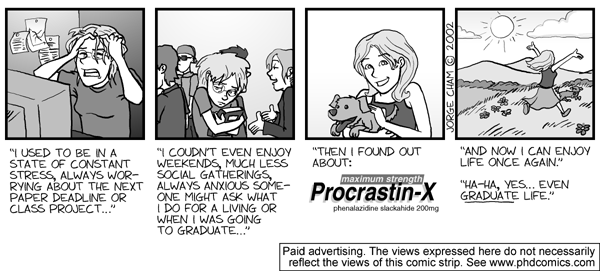 "I USED TO BE IN A
STATE OF CONSTANT
STRESS, ALWAYS WOR-
RYING ABOUT THE NEXT
PAPER DEADLINE OR
CLASS PROJECT..."
"I COUDN'T EVEN ENJOY
WEEKENDS, MUCH LESS
SOCIAL GATHERINGS,
ALWAYS ANXIOUS SOME-
ONE MIGHT ASK WHAT
I DO FOR A LIVING OR
WHEN I WAS GOING
TO GRADUATE..."
JORGE CHAM © 2002
"THEN I FOUND OUT
ABOUT:
maximum strength
Procrastin-X
phenalazidine slackahide 200mg
"AND NOW I CAN ENJOY
LIFE ONCE AGAIN."
"HA-HA, YES... EVEN
GRADUATE LIFE."
Paid advertising. The views expressed here do not necessarily
reflect the views of this comic strip. See www.phdcomics.com